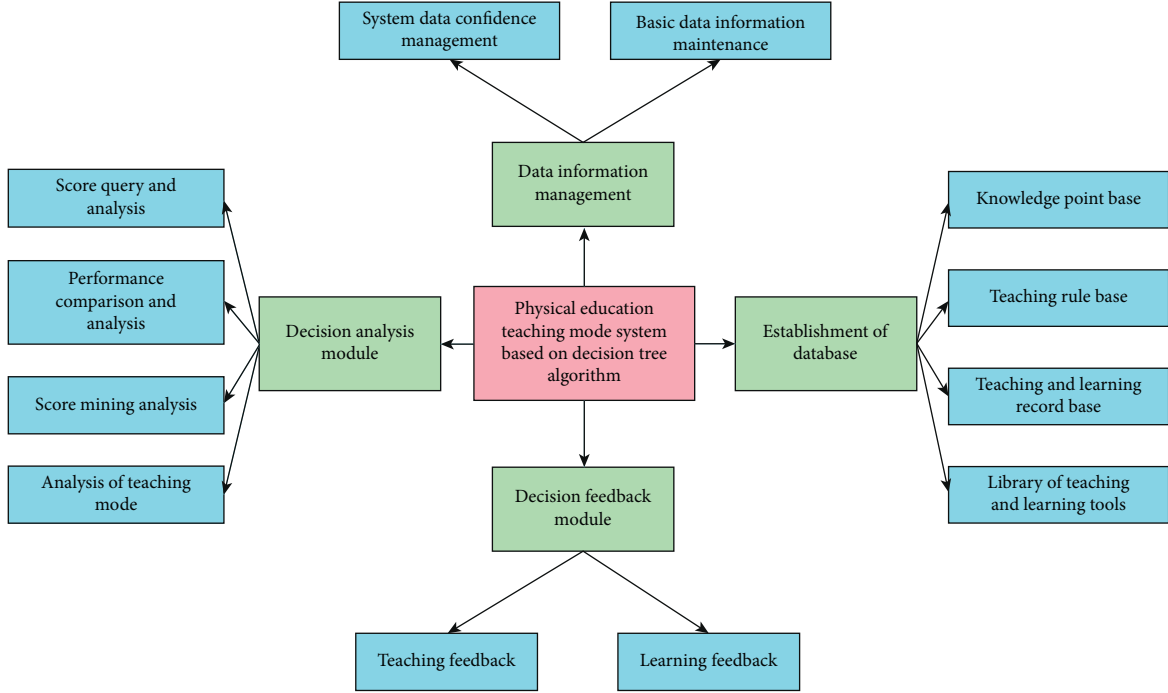 System data confidence
management
Basic data information
maintenance
Data information
management
Score query and
analysis
Performance
comparison and
analysis
Score mining analysis
Analysis of teaching
mode
Decision analysis
module
Physical education
teaching mode system
based on decision tree
algorithm
Establishment of
database
Knowledge point base
Teaching rule base
Teaching and learning
record base
Library of teaching
and learning tools
Decision feedback
module
Teaching feedback
Learning feedback